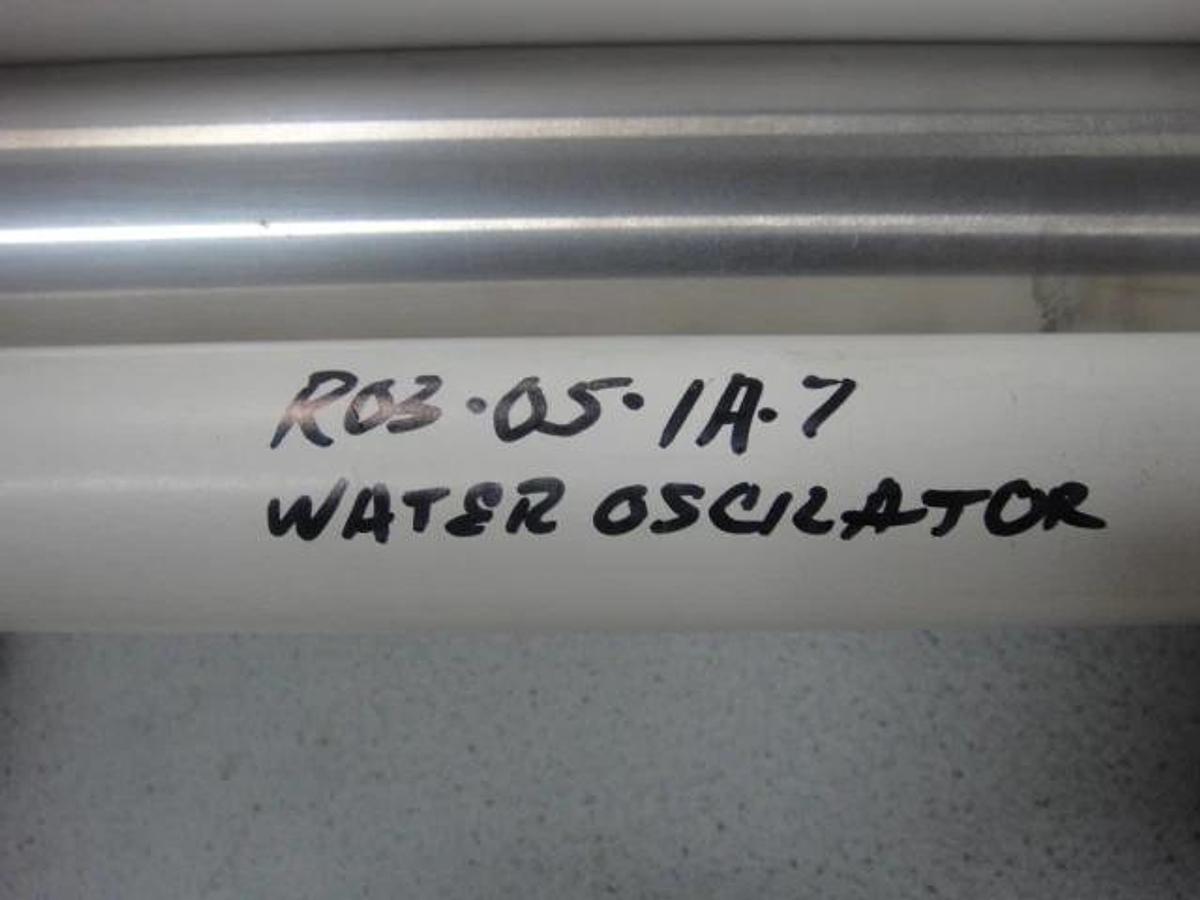 R03·05·1A·7
WATER OSCILATOR